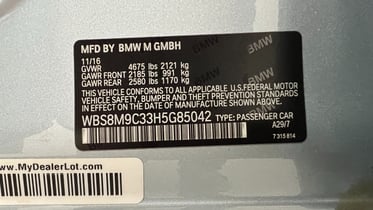 MFD BY BMW M GMBH
11/16
GVWR 4675 lbs 2121 kg
GAWR FRONT 2185 lbs 991 kg
GAWR REAR 2580 lbs 1170 kg
THIS VEHICLE CONFORMS TO ALL APPLICABLE U.S. FEDERAL MOTOR
VEHICLE SAFETY, BUMPER, AND THEFT PREVENTION STANDARDS
IN EFFECT ON THE DATE OF MANUFACTURE SHOWN ABOVE.
WBS8M9C33H5G85042 TYPE: PASSENGER CAR
A29/7
7 315 814
BMW
BMW
BMW
www.MyDealerLot.com